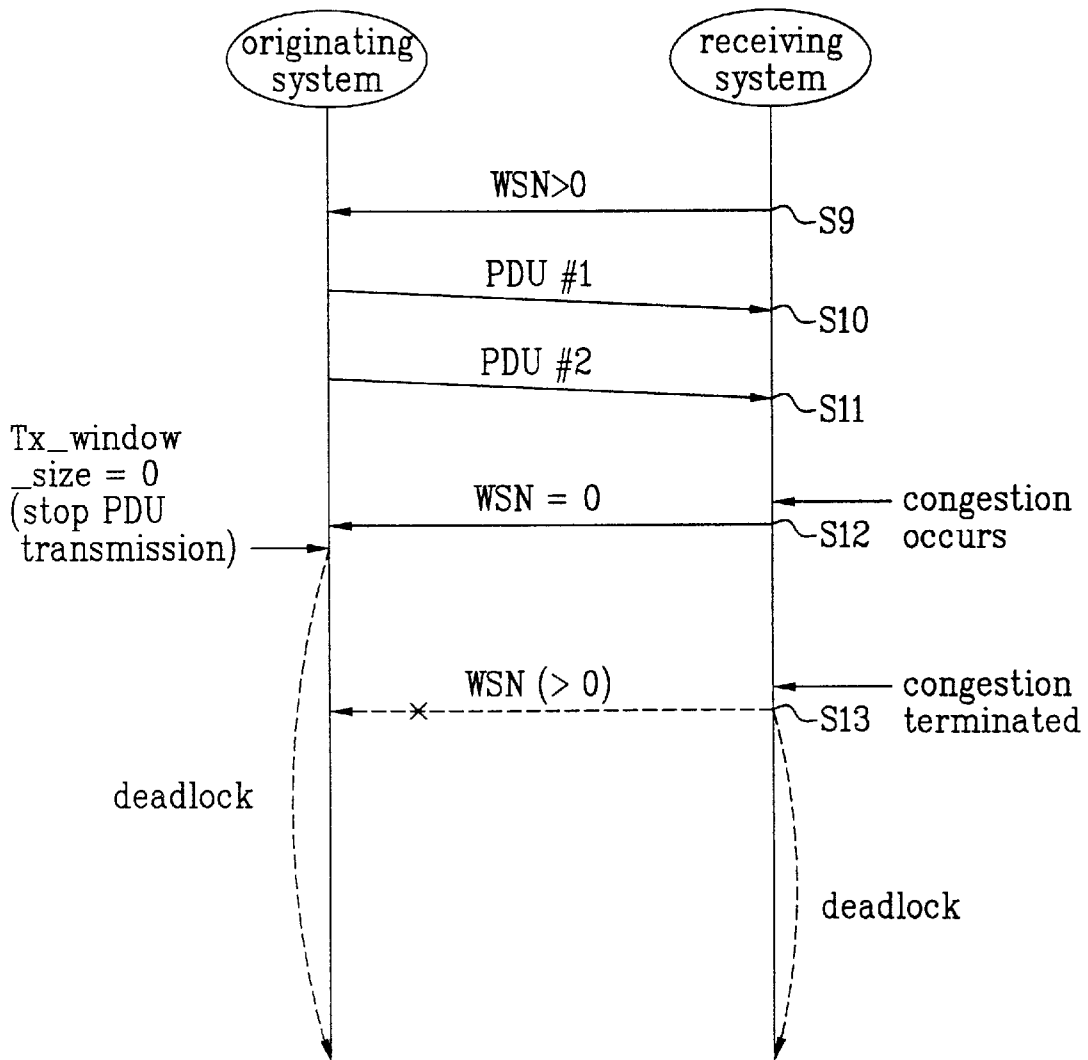 originating
system
receiving
system
WSN>0
S9
PDU #1
S10
PDU #2
S11
Tx_window
_size = 0
(stop PDU
transmission)
WSN = 0
congestion
occurs
S12
WSN (> 0)
congestion
terminated
S13
deadlock
deadlock